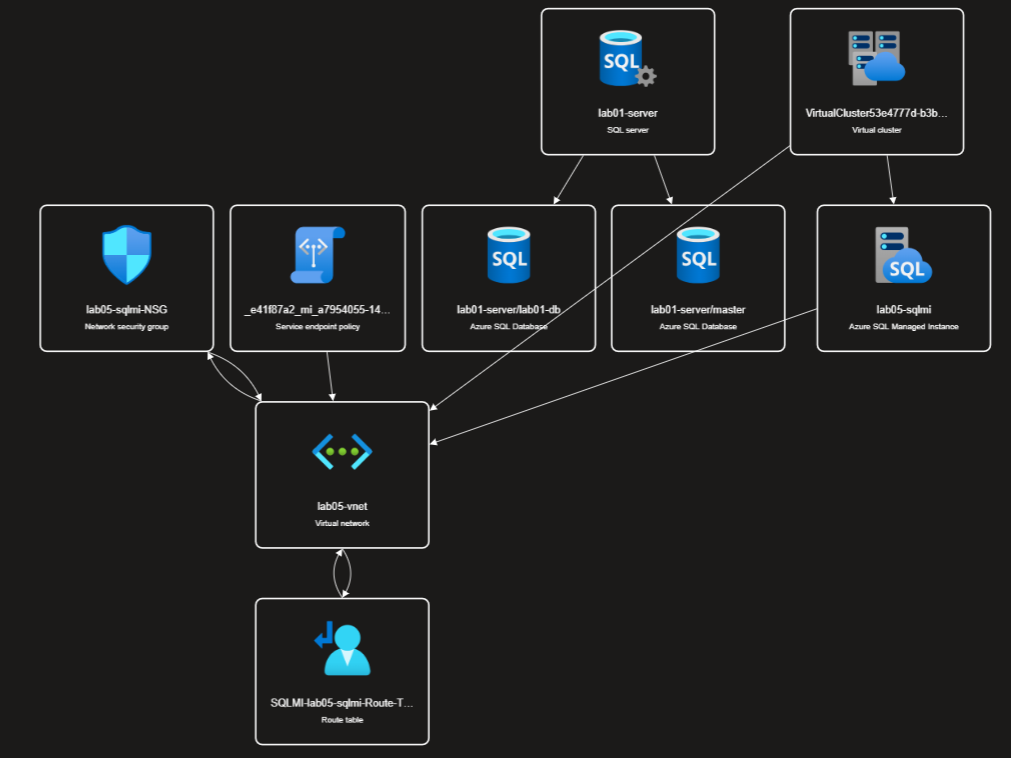 SQL
lab01-server
SQL server
VirtualCluster53e4777d-b3b...
Virtual cluster
lab05-sqlmi-NSG
Network security group
_e41f87a2_mi_a7954055-14...
Service endpoint policy
SQL
lab01-server/lab01-db
Azure SQL Database
SQL
lab01-server/master
Azure SQL Database
SQL
lab05-sqlmi
Azure SQL Managed Instance
lab05-vnet
Virtual network
SQLMI-lab05-sqlmi-Route-T...
Route table